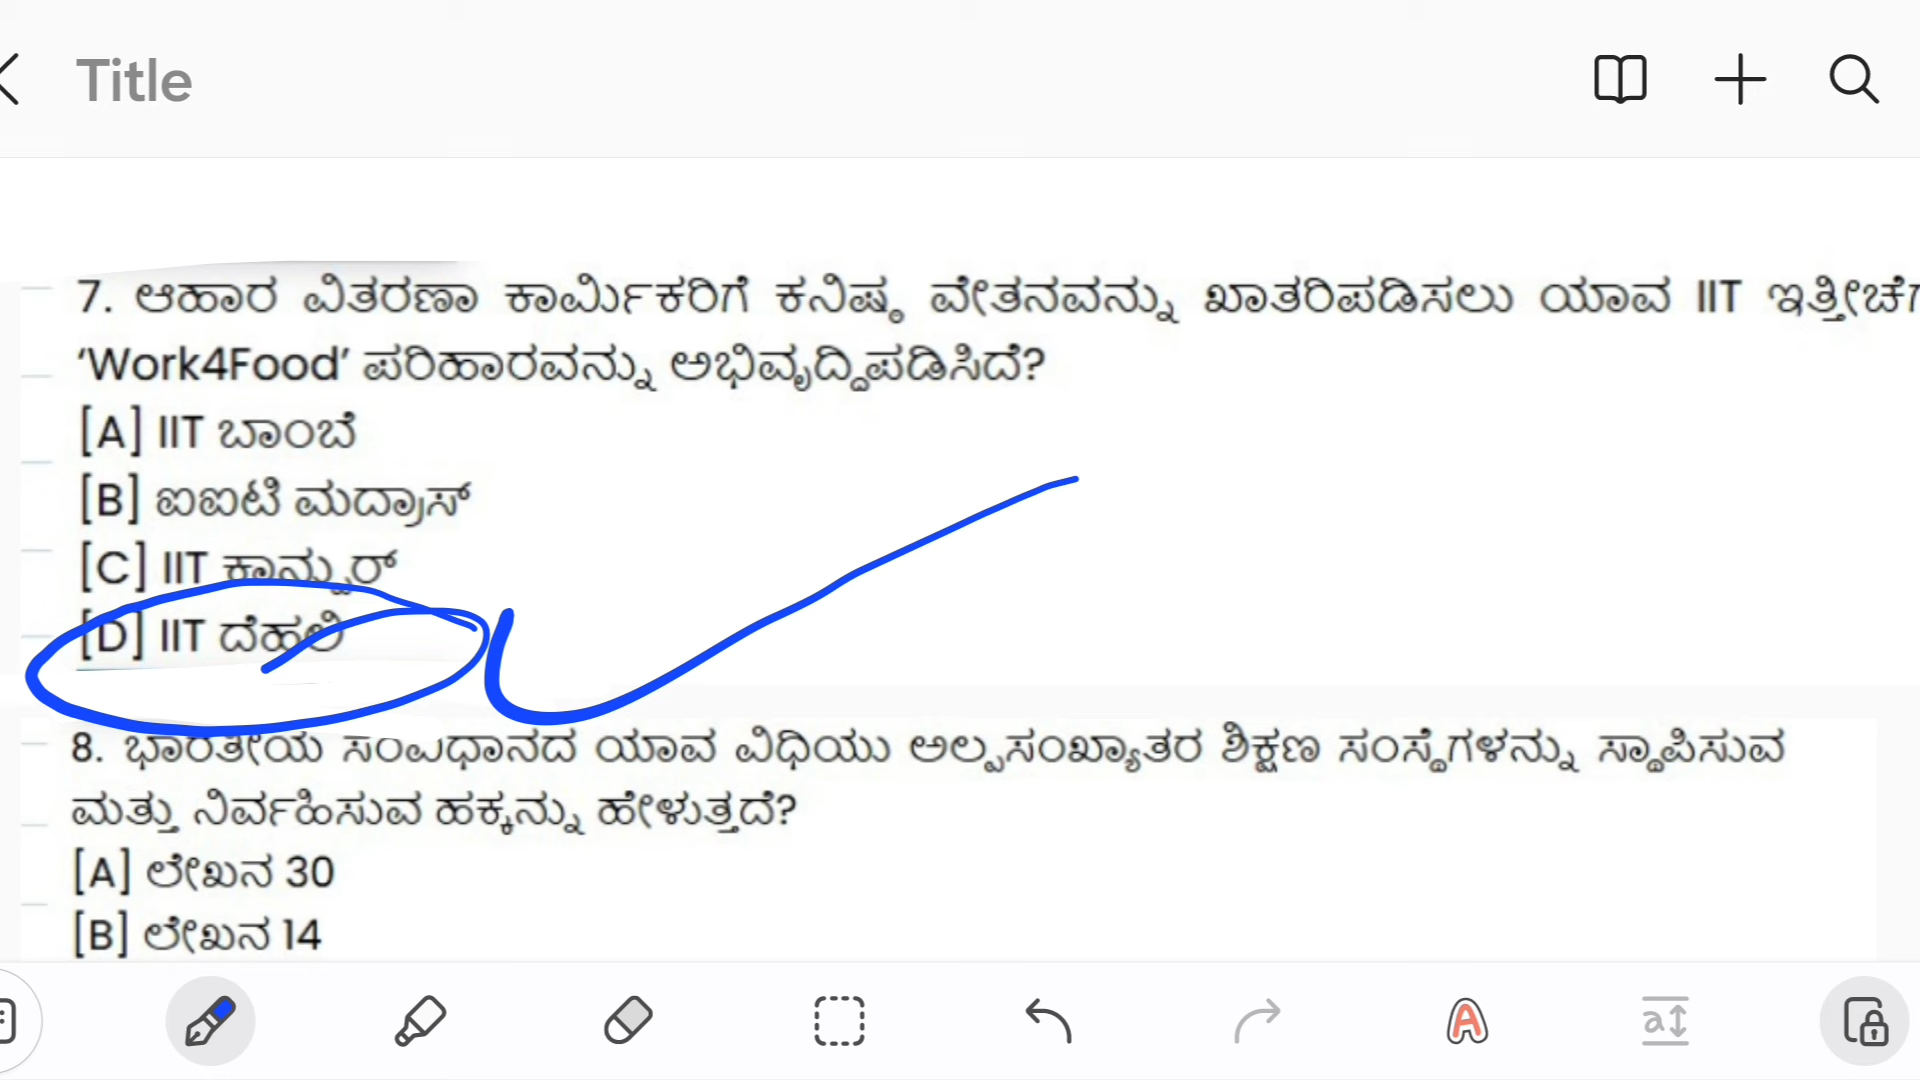 Title
7. ಆಹಾರ ವಿತರಣಾ ಕಾರ್ಮಿಕರಿಗೆ ಕನಿಷ್ಠ ವೇತನವನ್ನು ಖಾತರಿಪಡಿಸಲು ಯಾವ IIT
'Work4Food' ಪರಿಹಾರವನ್ನು ಅಭಿವೃದ್ಧಿಪಡಿಸಿದೆ?
[A] IIT ಬಾಂಬೆ
[B] ಐಐಟಿ ಮದ್ರಾಸ್
[C] IIT ಕಾನ್ಪುರ್
[D] IIT ದೆಹಲಿ
8. ಭಾರತೀಯ ಸಂವಿಧಾನದ ಯಾವ ವಿಧಿಯು ಅಲ್ಪಸಂಖ್ಯಾತರ ಶಿಕ್ಷಣ ಸಂಸ್ಥೆಗಳನ್ನು ಸ್ಥಾಪಿಸುವ
ಮತ್ತು ನಿರ್ವಹಿಸುವ ಹಕ್ಕನ್ನು ಹೇಳುತ್ತದೆ?
[A] ಲೇಖನ 30
[B] ಲೇಖನ 14